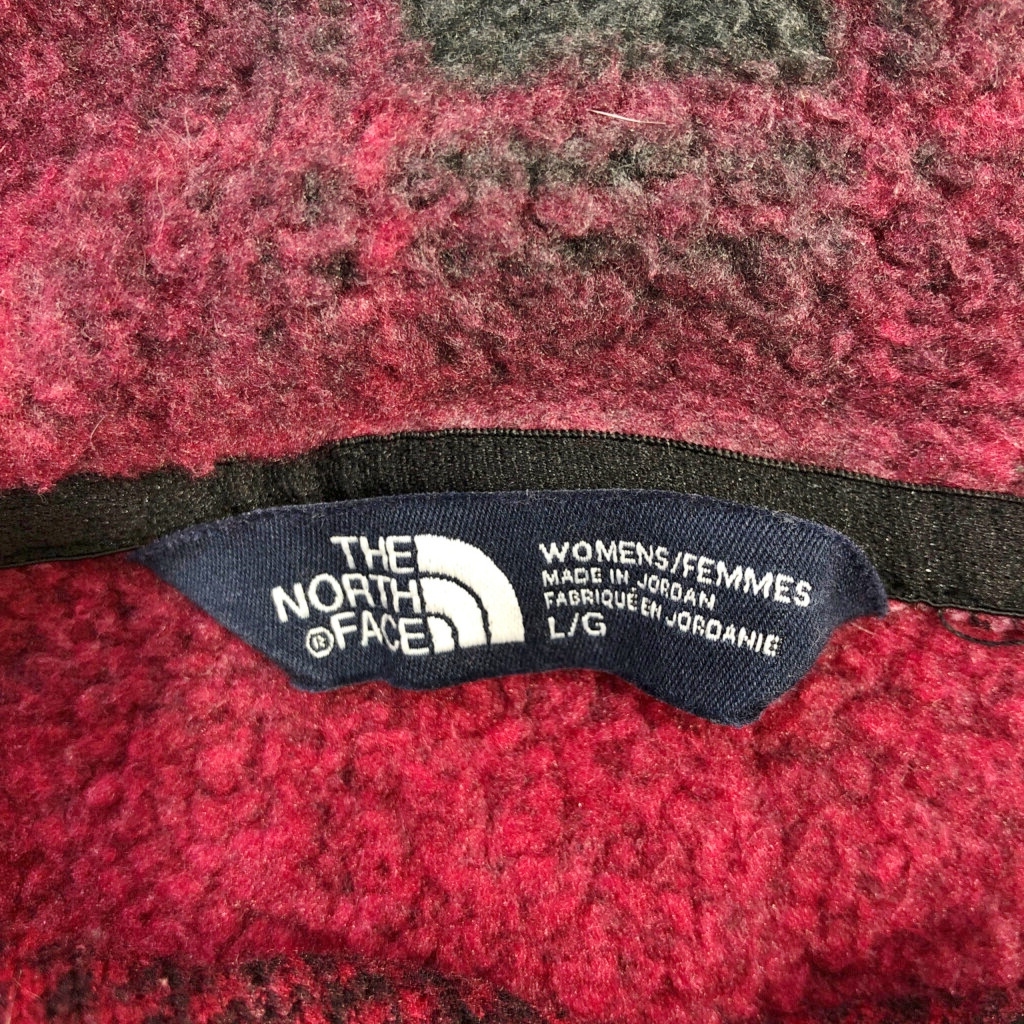 THE
NORTH
®FACE
WOMENS/FEMMES
MADE IN JORDAN
FABRIQUÉ EN JORDANIE
L/G